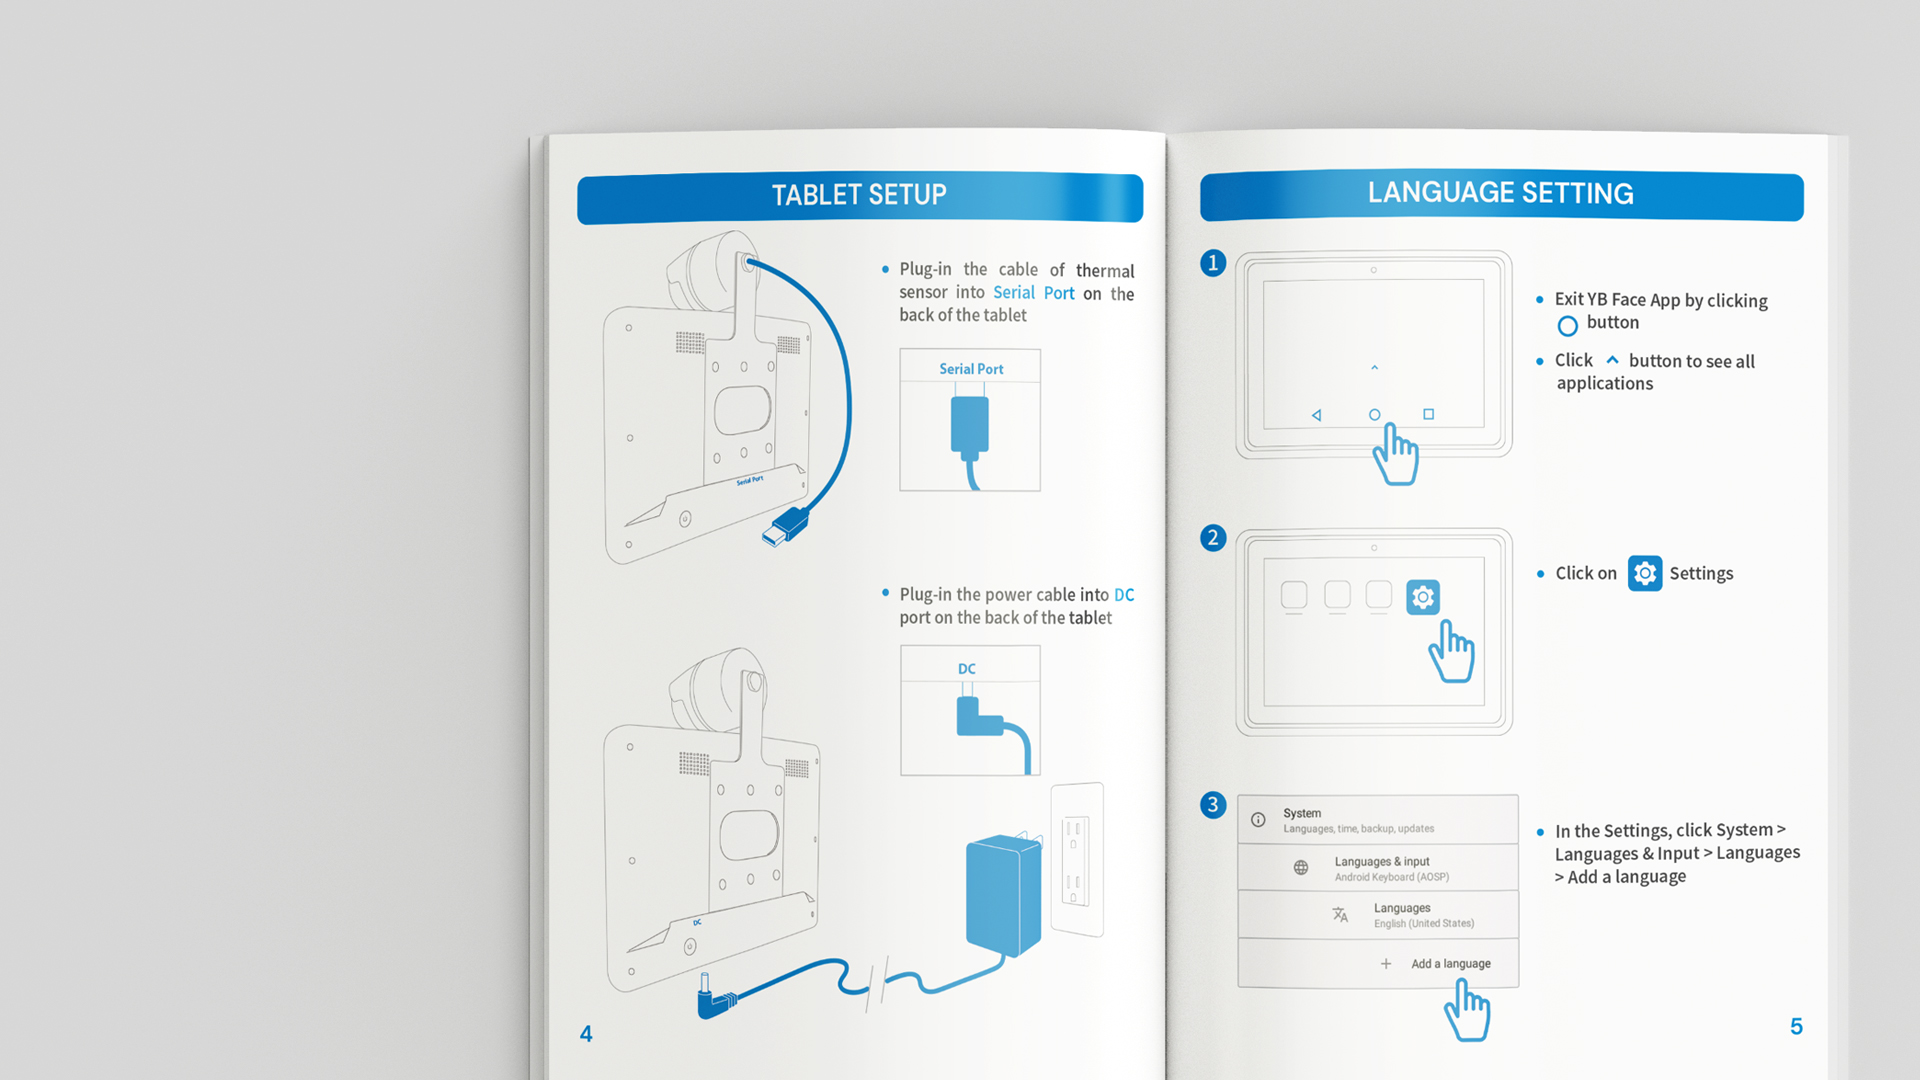 TABLET SETUP
Plug-in the cable of thermal
sensor into Serial Port on the
back of the tablet
Serial Port
Serial Port
Plug-in the power cable into DC
port on the back of the tablet
DC
DC
4
LANGUAGE SETTING
1
Exit YB Face App by clicking
button
Click ^ button to see all
applications
2
Click on Settings
3
System
Languages, time, backup, updates
Languages & input
Android Keyboard (AOSP)
Languages
English (United States)
+ Add a language
In the Settings, click System >
Languages & Input > Languages
> Add a language
5